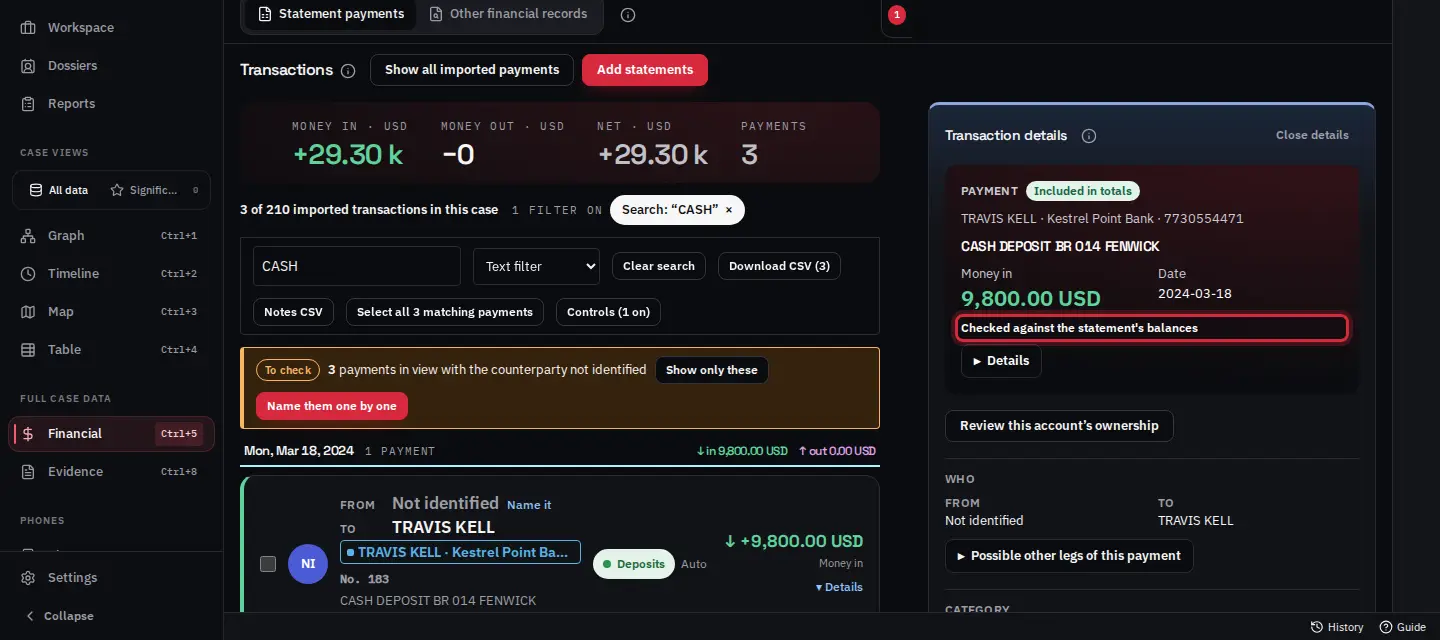 Workspace
Dossiers
Reports
CASE VIEWS
All data
Signific...
0
Graph
Ctrl+1
Timeline
Ctrl+2
Map
Ctrl+3
Table
Ctrl+4
FULL CASE DATA
Financial
Ctrl+5
Evidence
Ctrl+8
PHONES
Settings
Collapse
Statement payments
Other financial records
1
Transactions
Show all imported payments
Add statements
MONEY IN · USD
MONEY OUT · USD
NET · USD
PAYMENTS
+29.30 k
−0
+29.30 k
3
3 of 210 imported transactions in this case
1 FILTER ON
Search: “CASH” ×
CASH
Text filter
Clear search
Download CSV (3)
Notes CSV
Select all 3 matching payments
Controls (1 on)
To check
3 payments in view with the counterparty not identified
Show only these
Name them one by one
Mon, Mar 18, 2024
1 PAYMENT
↓ in 9,800.00 USD
↑ out 0.00 USD
NI
FROM
Not identified
Name it
TO
TRAVIS KELL
TRAVIS KELL · Kestrel Point Ba...
No. 183
CASH DEPOSIT BR 014 FENWICK
Deposits
Auto
↓ +9,800.00 USD
Money in
▾ Details
Transaction details
Close details
PAYMENT
Included in totals
TRAVIS KELL · Kestrel Point Bank · 7730554471
CASH DEPOSIT BR 014 FENWICK
Money in
Date
9,800.00 USD
2024-03-18
Checked against the statement's balances
▸ Details
Review this account’s ownership
WHO
FROM
TO
Not identified
TRAVIS KELL
▸ Possible other legs of this payment
CATEGORY
History
Guide